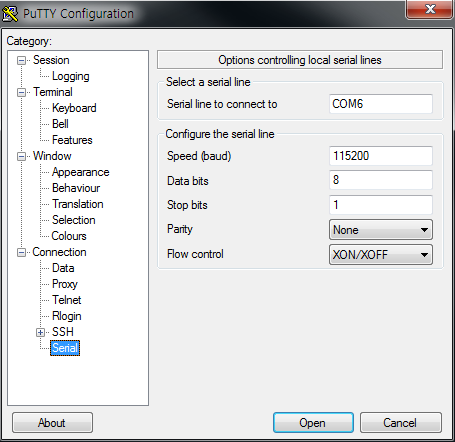 PuTTY Configuration
Category:
Session
Logging
Terminal
Keyboard
Bell
Features
Window
Appearance
Behaviour
Translation
Selection
Colours
Connection
Data
Proxy
Telnet
Rlogin
SSH
Serial
Options controlling local serial lines
Select a serial line
Serial line to connect to COM6
Configure the serial line
Speed (baud) 115200
Data bits 8
Stop bits 1
Parity None
Flow control XON/XOFF
About Open Cancel